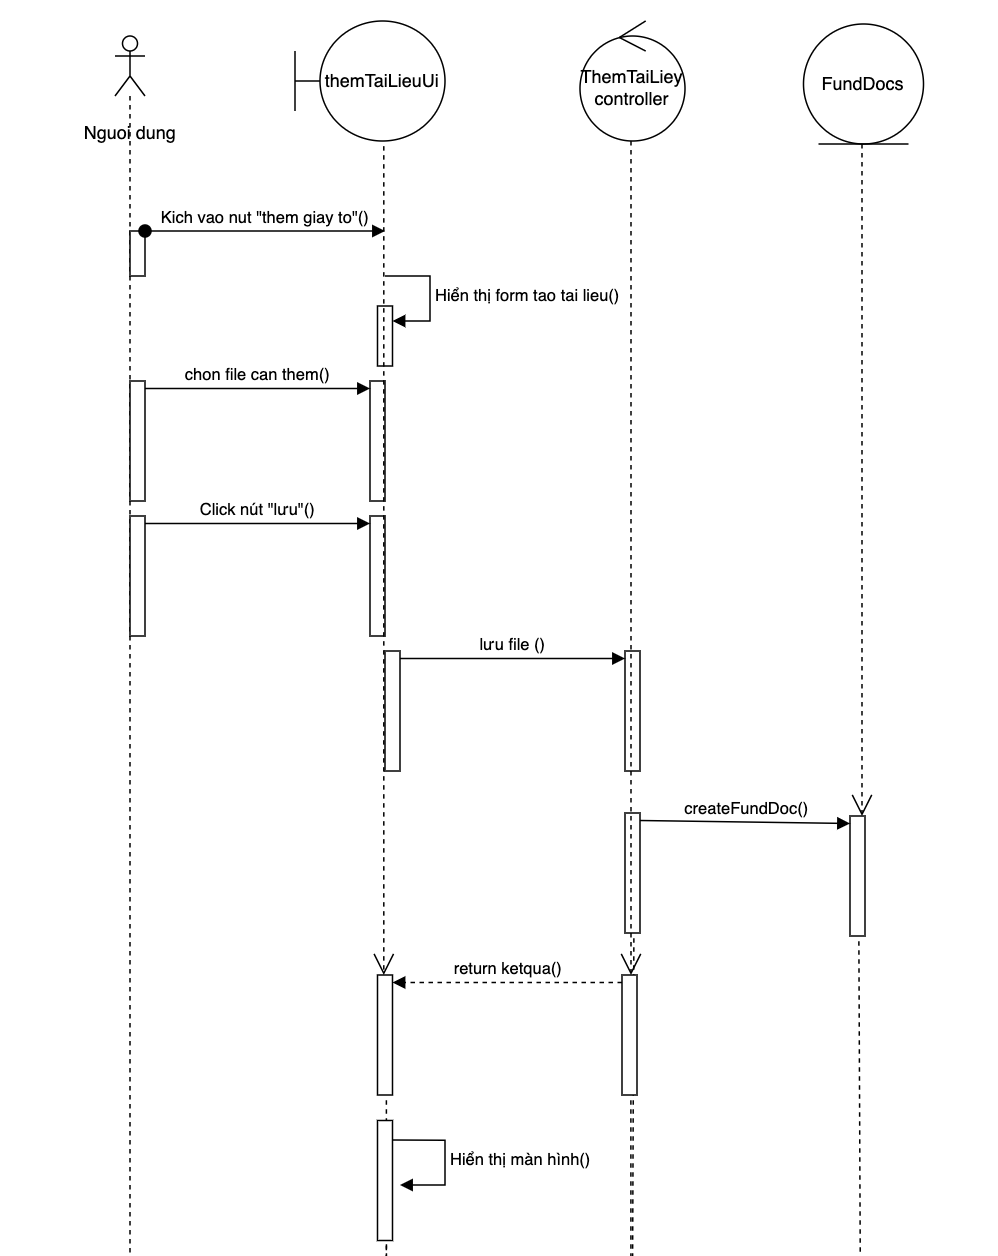 themTaiLieuUi
ThemTaiLiey
controller
FundDocs
Nguoi dung
Kich vao nut "them giay to"()
Hiển thị form tao tai lieu()
chon file can them()
Click nút "lưu"()
lưu file ()
createFundDoc()
return ketqua()
Hiển thị màn hình()